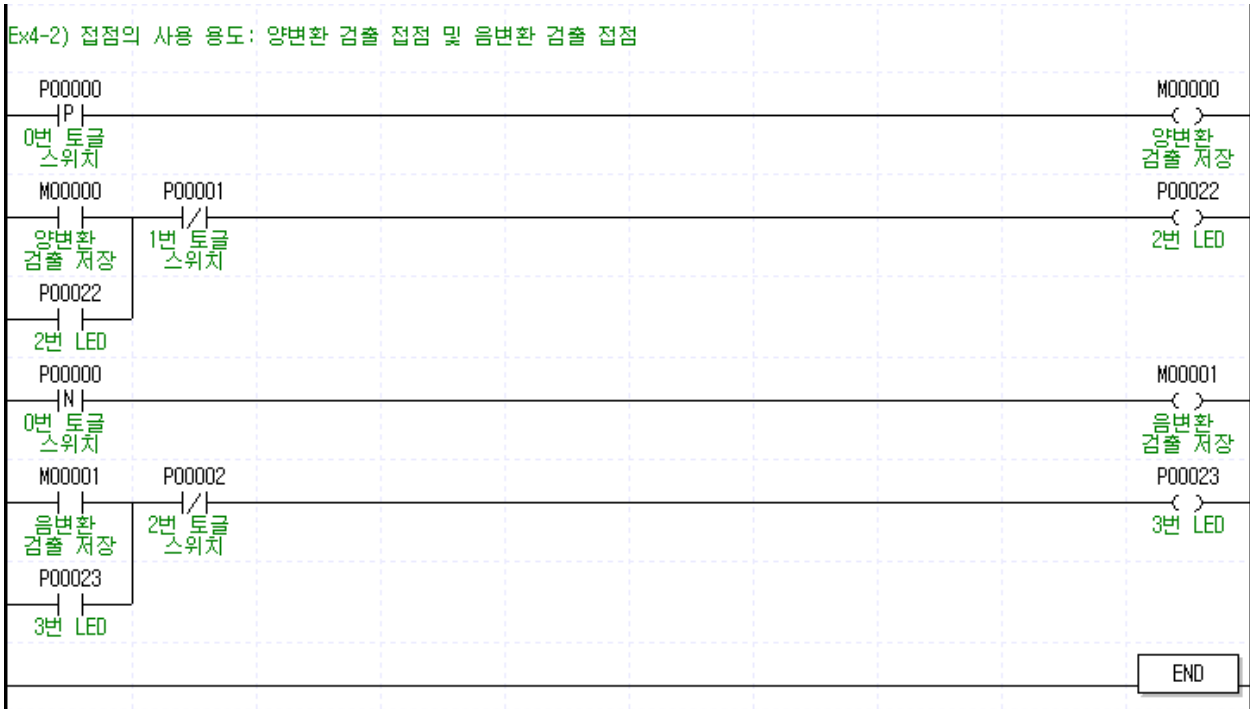 Ex4-2) 접점의 사용 용도: 양변환 검출 접점 및 음변환 검출 접점
P00000 M00000
P
0번 토글 양변환
스위치 검출 저장
M00000 P00001 P00022
양변환 1번 토글 2번 LED
검출 저장 스위치
P00022
2번 LED
P00000 M00001
N
0번 토글 음변환
스위치 검출 저장
M00001 P00002 P00023
음변환 2번 토글 3번 LED
검출 저장 스위치
P00023
3번 LED
END